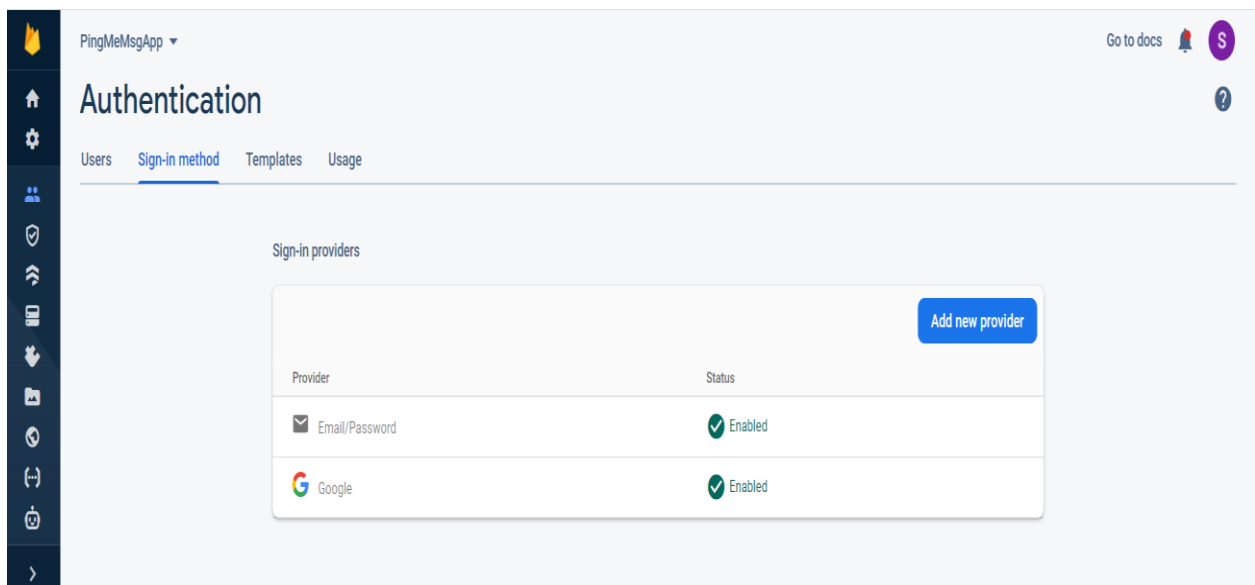 PingMeMsgApp
Go to docs
S
Authentication
Users Sign-in method Templates Usage
Sign-in providers
Add new provider
Provider Status
Email/Password Enabled
Google Enabled